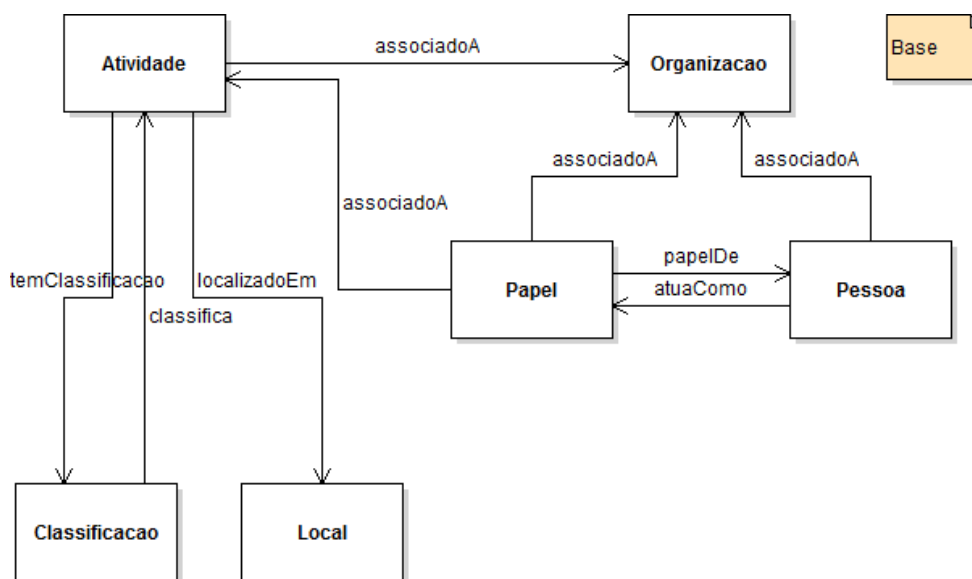 associadoA
Atividade
Organizacao
Base
associadoA
associadoA
associadoA
papelDe
temClassificacao
localizadoEm
Papel
atuaComo
Pessoa
classifica
Classificacao
Local